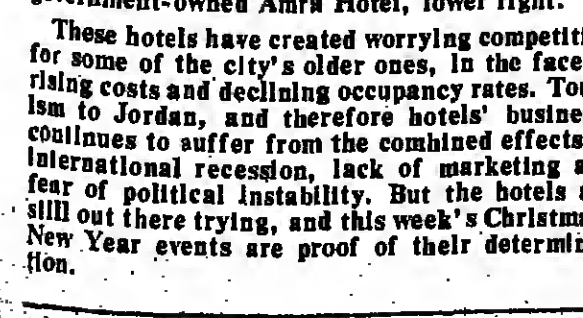 government-owned Amra Hotel, lower right.
These hotels have created worrying competiti
for some of the city's older ones, in the face
rising costs and declining occupancy rates. Tou
ism to Jordan, and therefore hotels' busine
continues to suffer from the combined effects
international recession, lack of marketing a
fear of political instability. But the hotels a
still out there trying, and this week's Christma
New Year events are proof of their determin
tion.